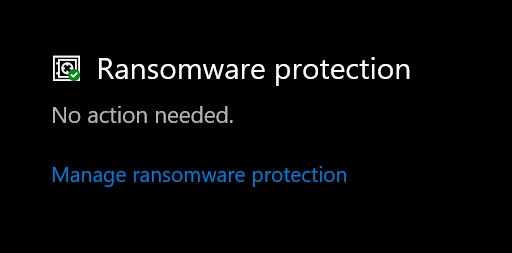 Ransomware protection
No action needed.
Manage ransomware protection